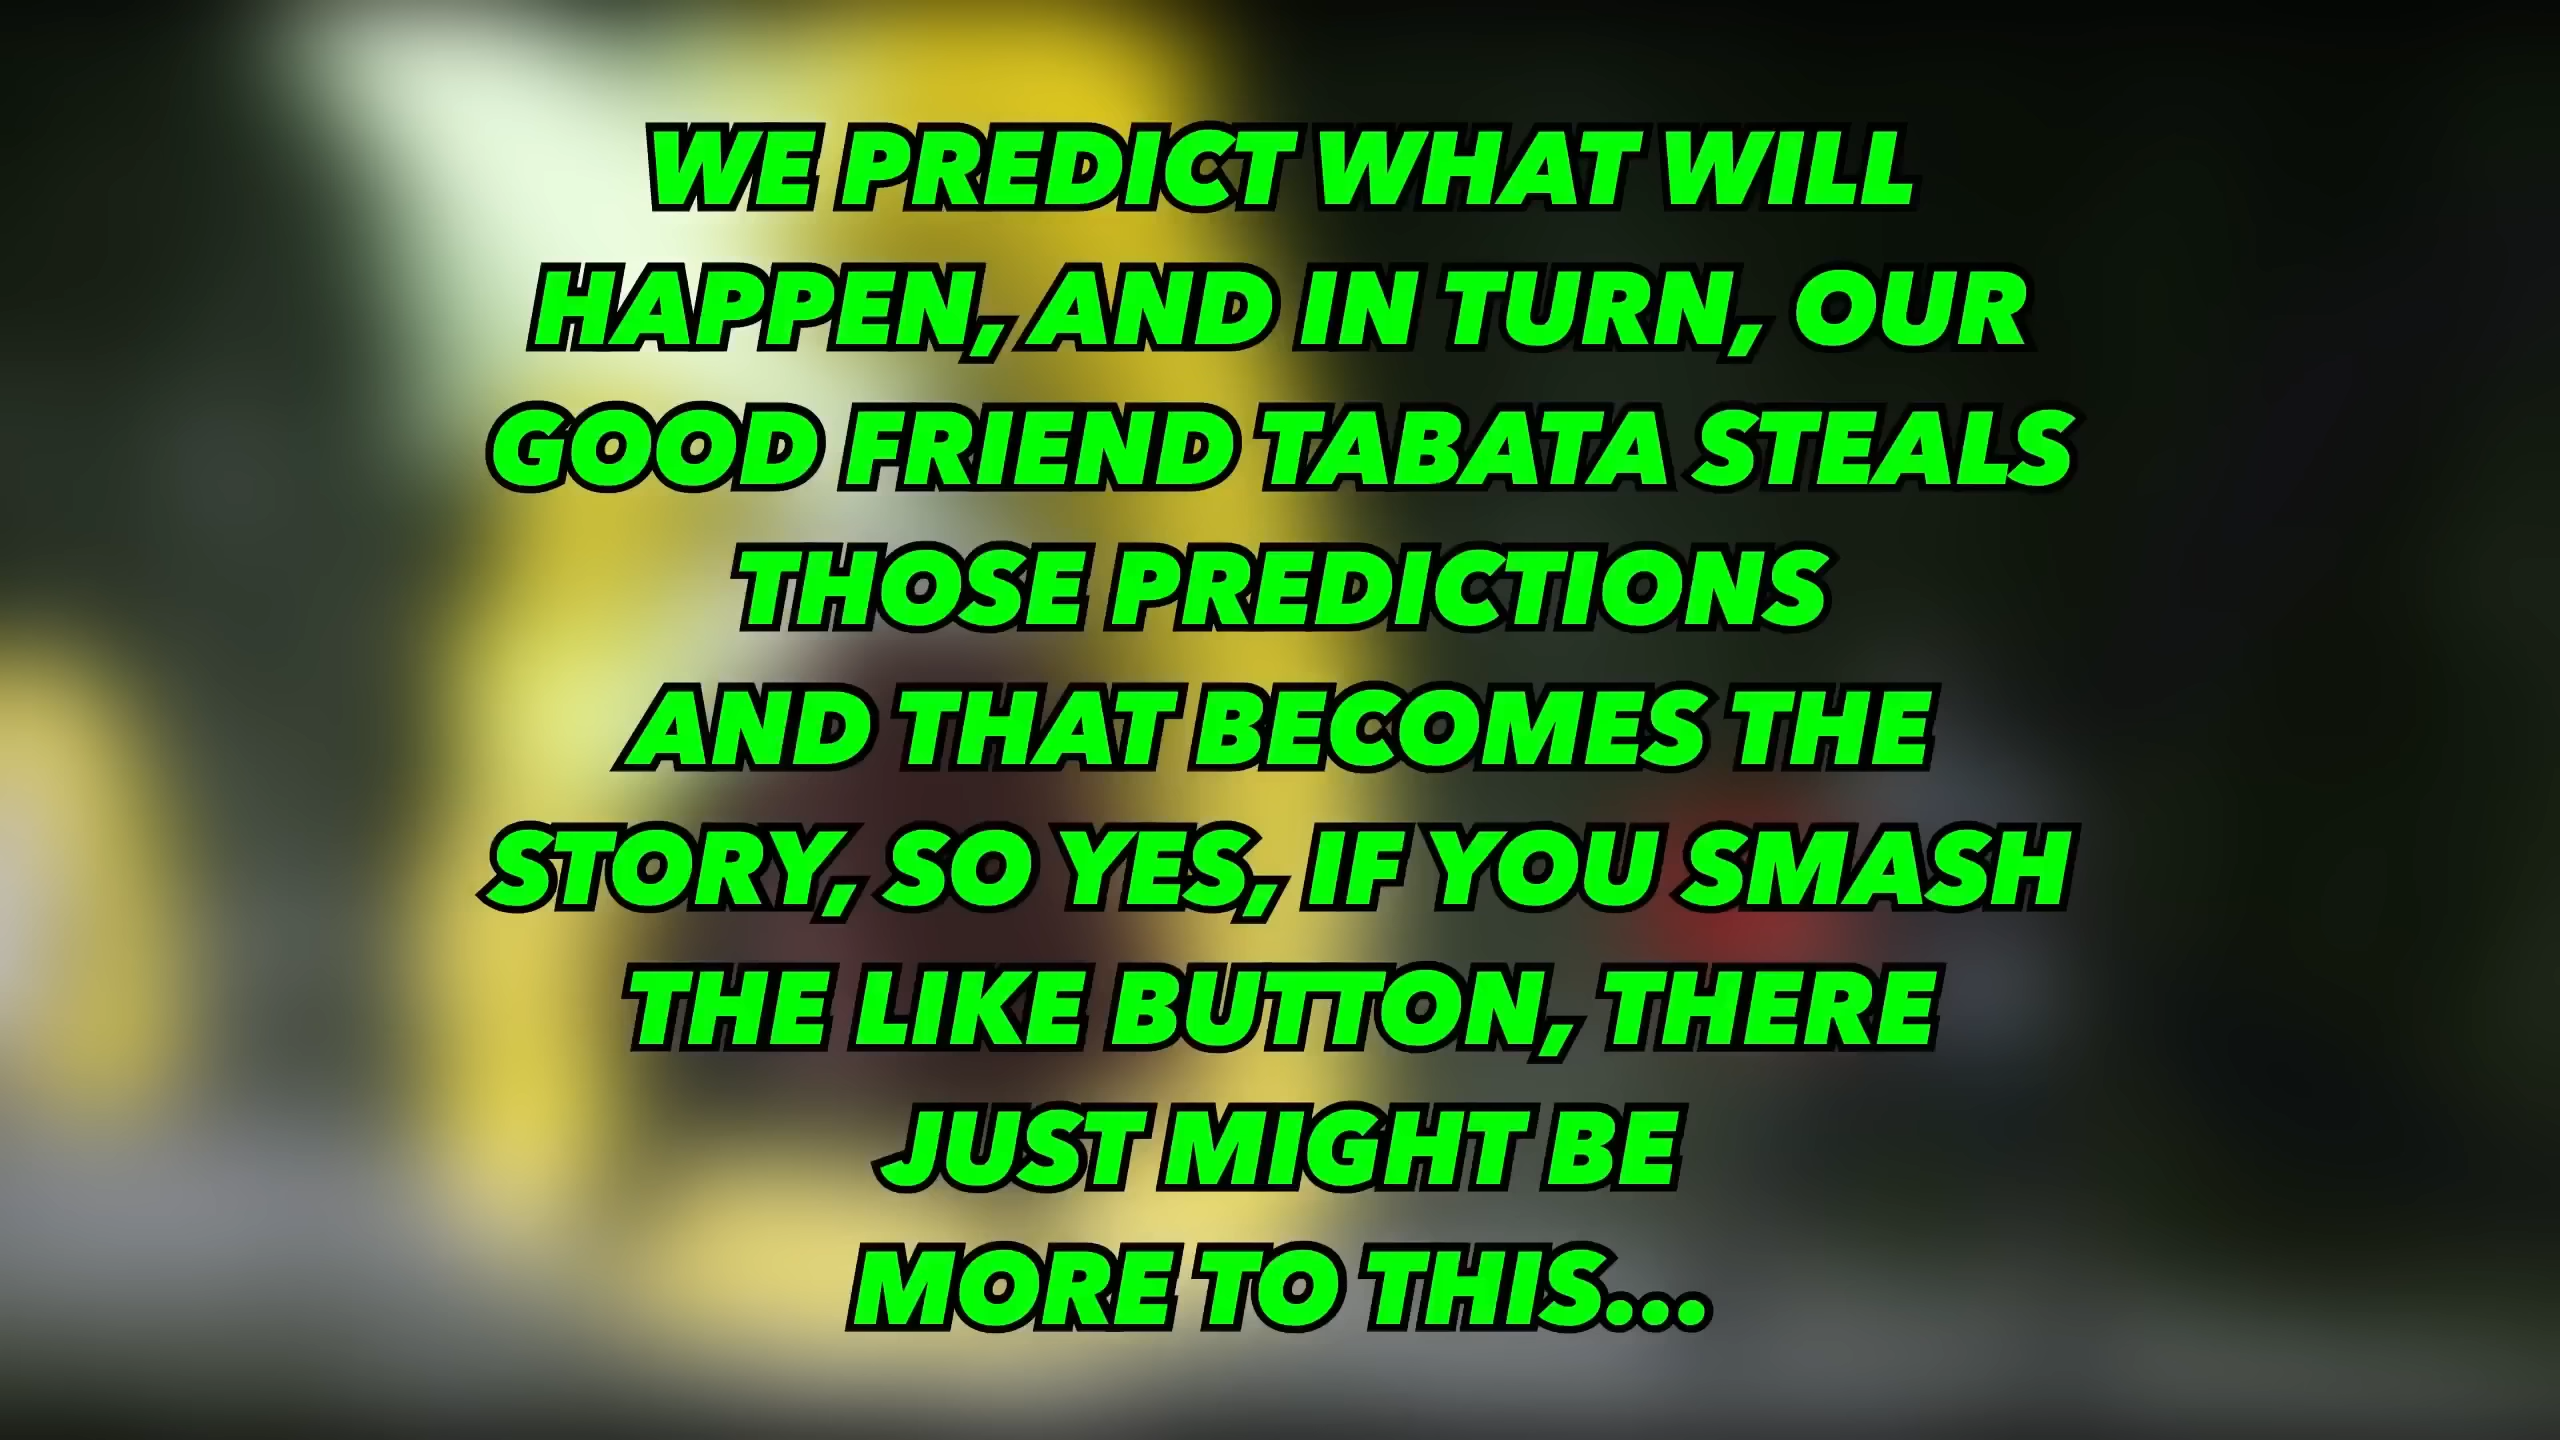 WE PREDICT WHAT WILL
HAPPEN, AND IN TURN, OUR
GOOD FRIEND TABATA STEALS
THOSE PREDICTIONS
AND THAT BECOMES THE
STORY, SO YES, IF YOU SMASH
THE LIKE BUTTON, THERE
JUST MIGHT BE
MORE TO THIS...